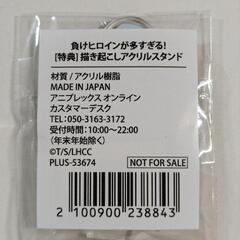 負けヒロインが多すぎる!
[特典]描き起こしアクリルスタンド
材質/アクリル樹脂
MADE IN JAPAN
アニプレックス オンライン
カスタマーデスク
TEL:050-3163-3172
受付時間:10:00〜22:00
(年末年始除く)
©T/S/LHCC
PLUS-53674
NOT FOR SALE
2 100900 238843